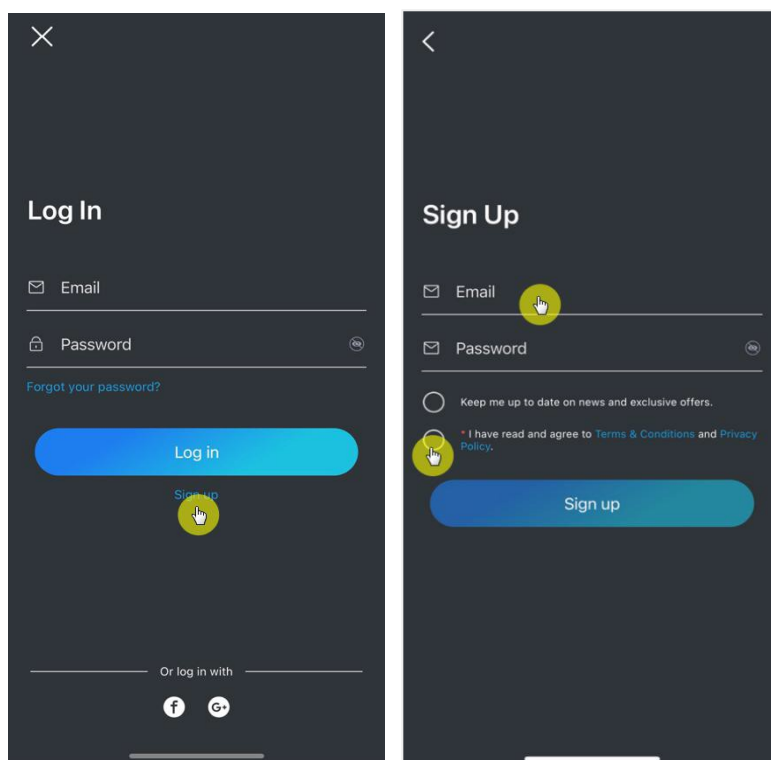 Log In
Email
Password
Forgot your password?
Log in
Sign up
Or log in with
f
G+
Sign Up
Email
Password
Keep me up to date on news and exclusive offers.
* I have read and agree to Terms & Conditions and Privacy
Policy.
Sign up